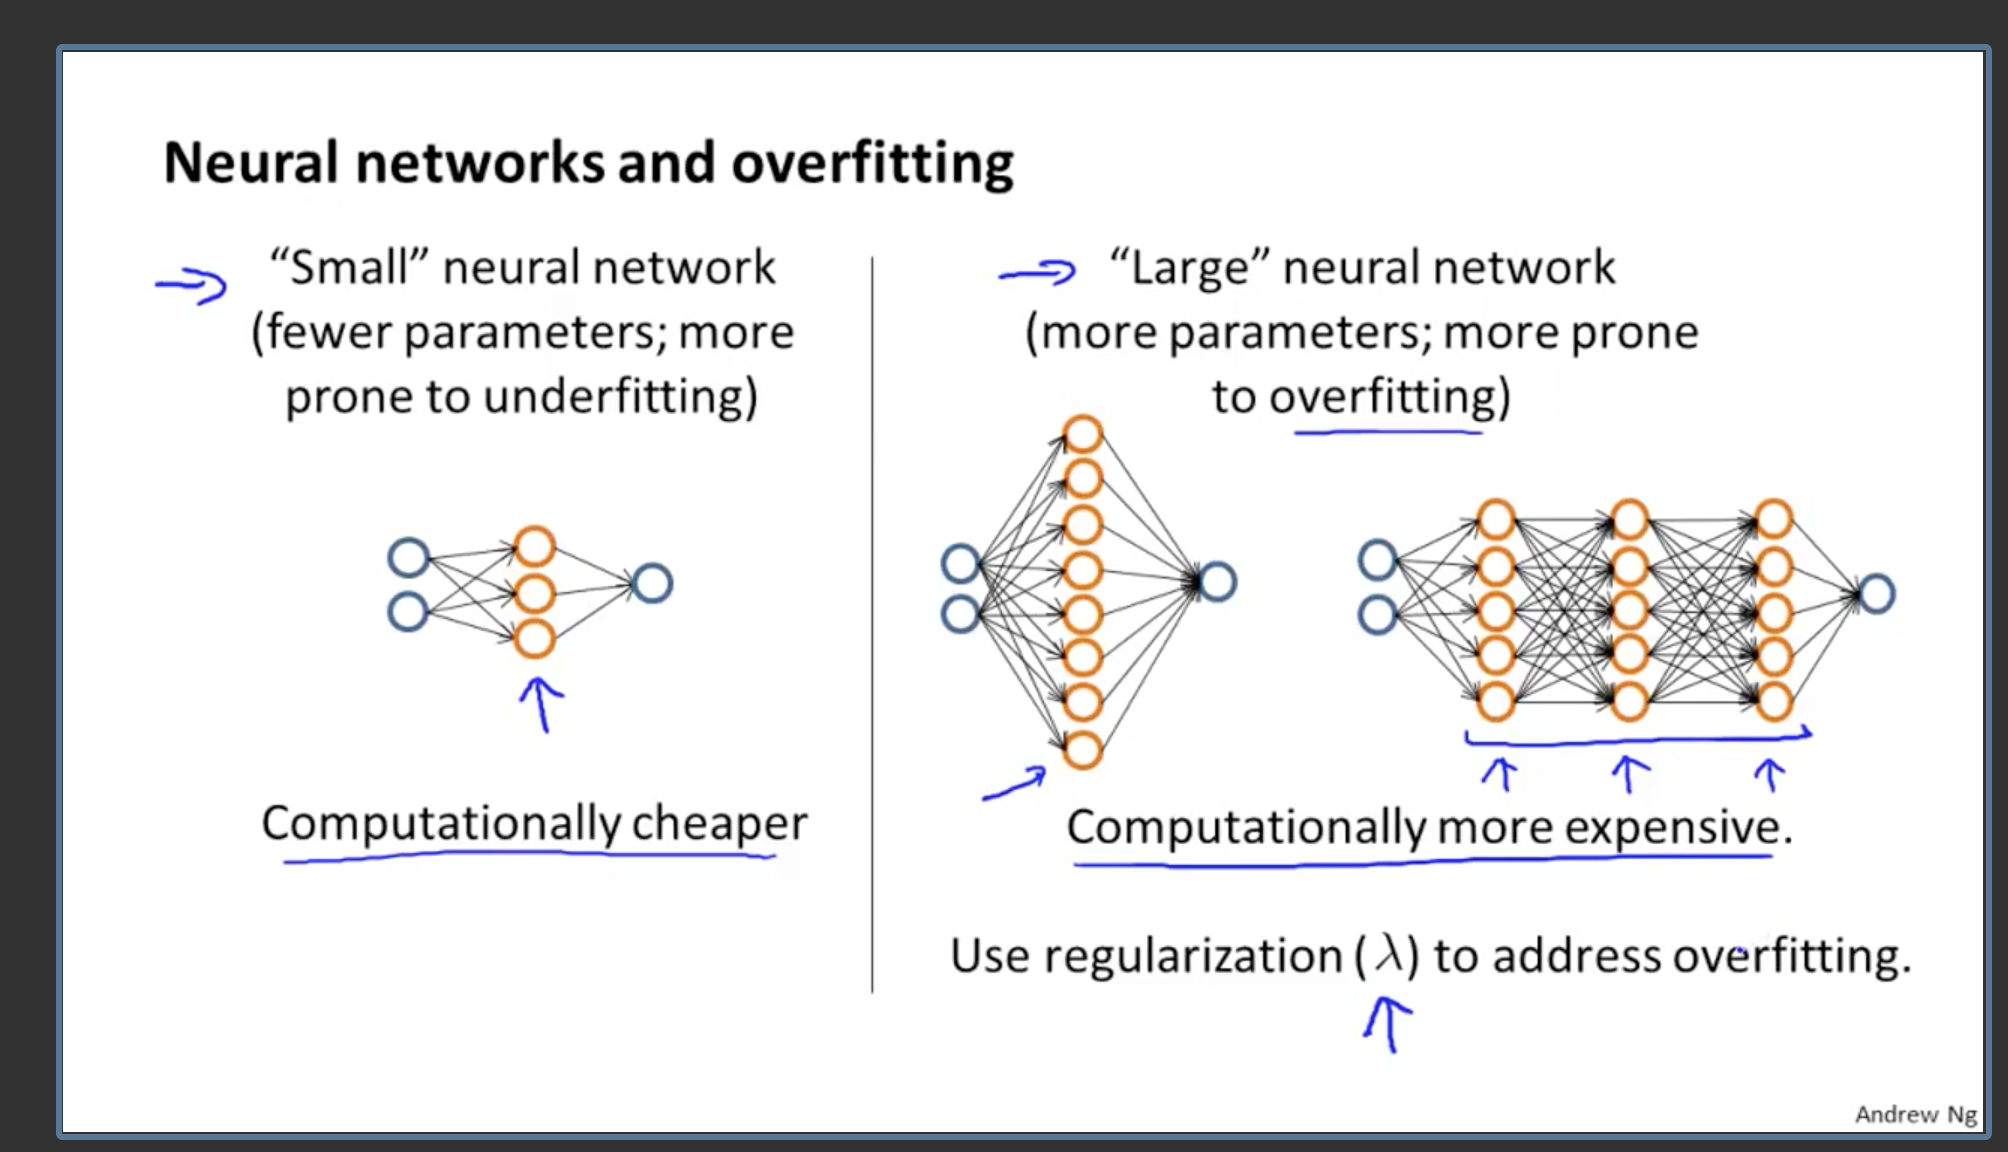 Neural networks and overfitting
“Small” neural network
(fewer parameters; more
prone to underfitting)
Computationally cheaper
“Large” neural network
(more parameters; more prone
to overfitting)
Computationally more expensive.
Use regularization (λ) to address overfitting.
Andrew Ng